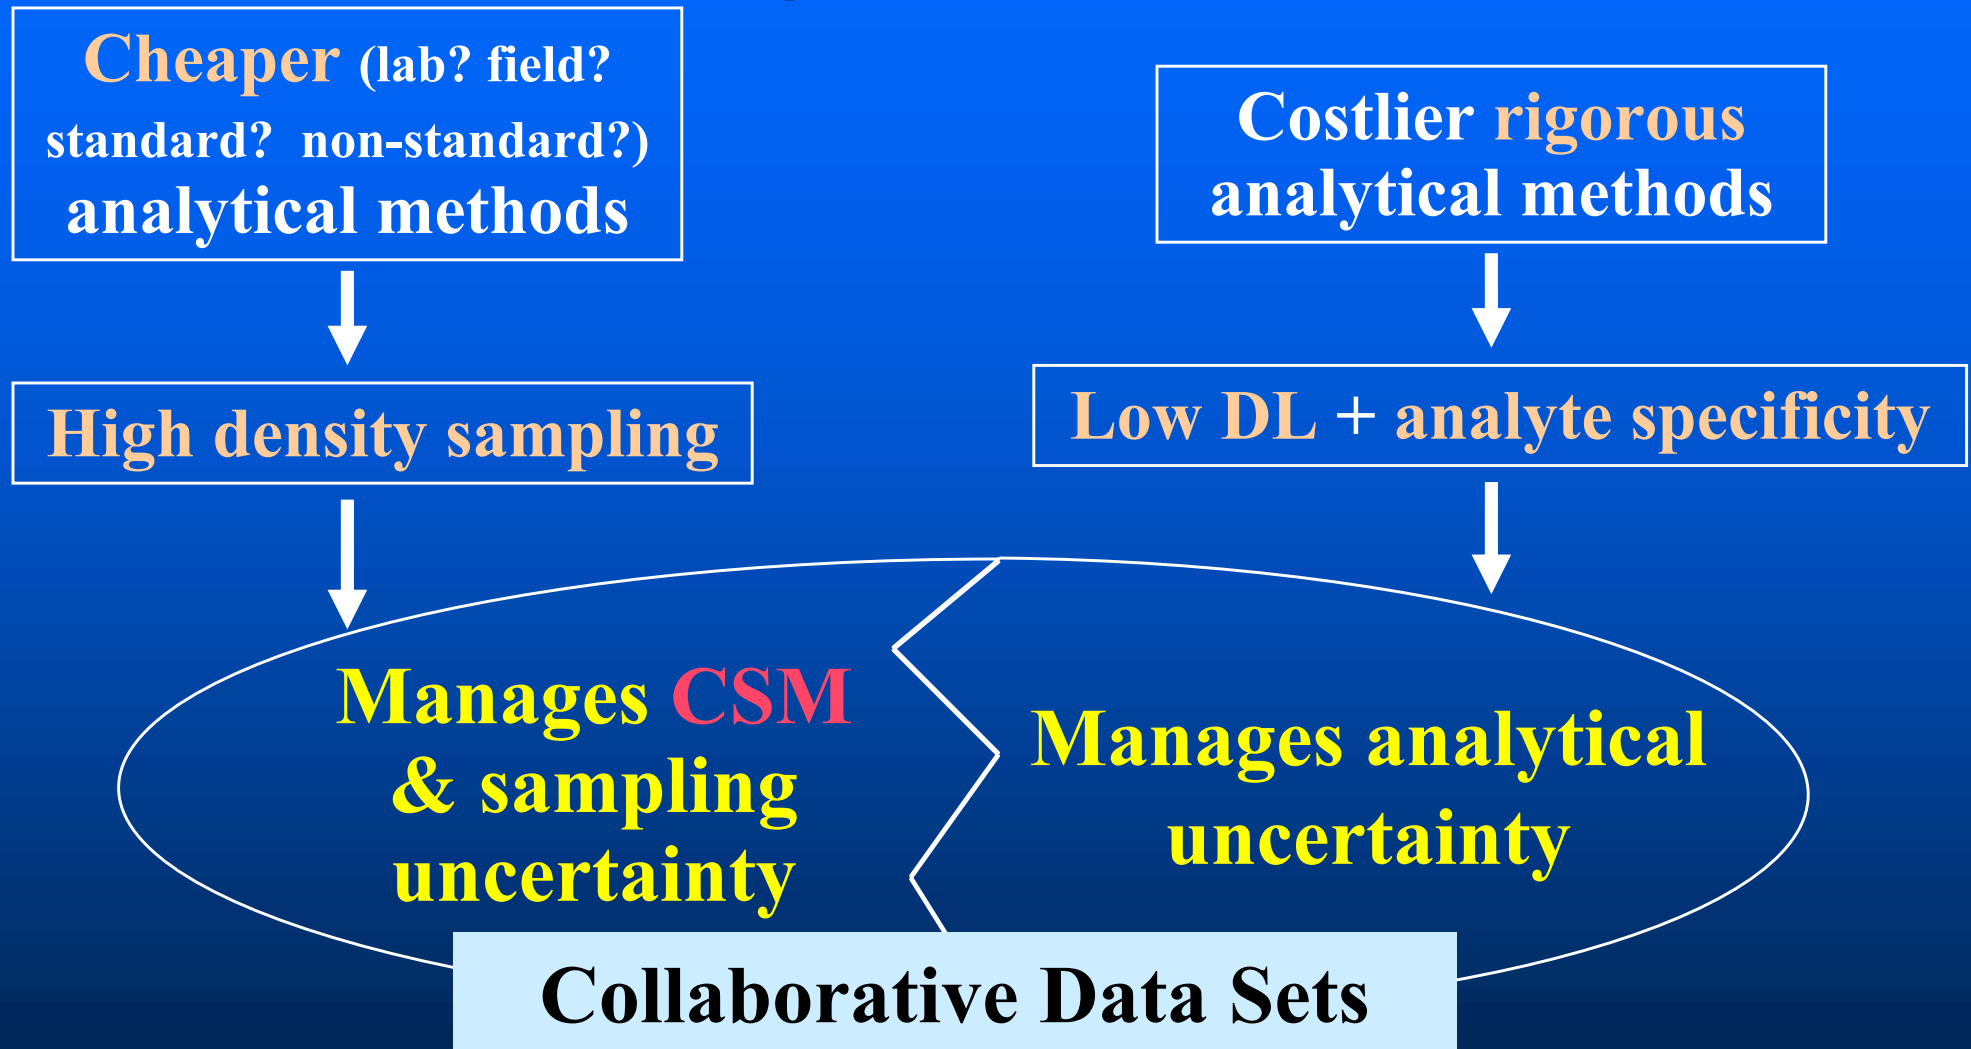 Cheaper (lab? field?
standard? non-standard?)
analytical methods
Costlier rigorous
analytical methods
High density sampling
Low DL + analyte specificity
Manages CSM
& sampling
uncertainty
Manages analytical
uncertainty
Collaborative Data Sets